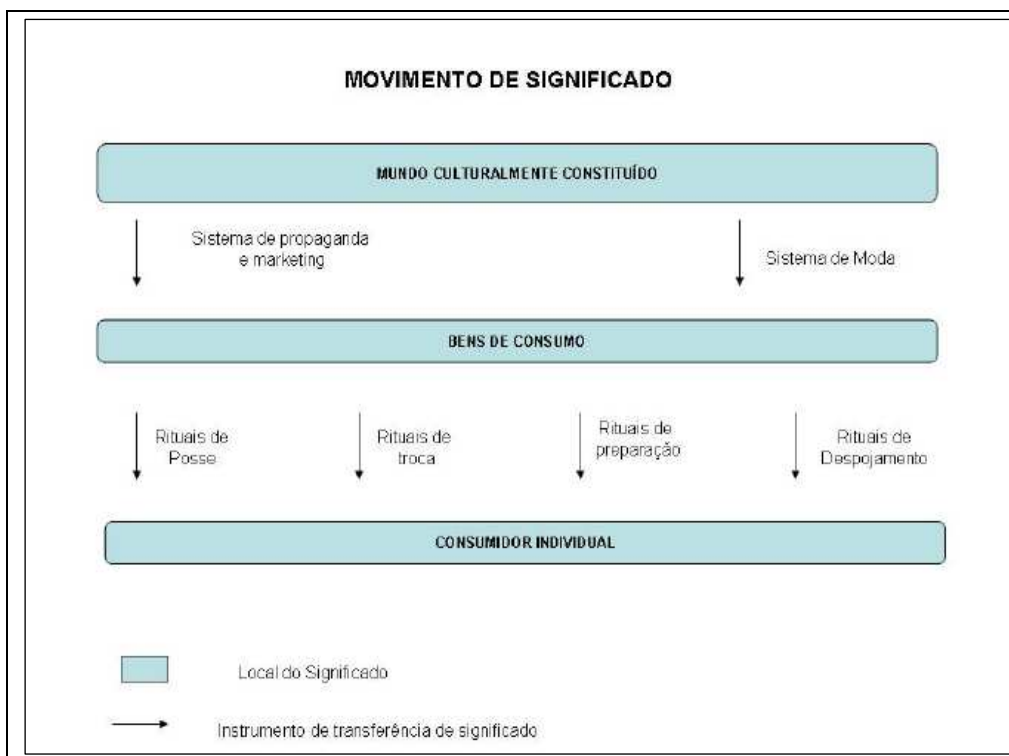 MOVIMENTO DE SIGNIFICADO
MUNDO CULTURALMENTE CONSTITUÍDO
Sistema de propaganda
e marketing
Sistema de Moda
BENS DE CONSUMO
Rituais de
Posse
Rituais de
troca
Rituais de
preparação
Rituais de
Despojamento
CONSUMIDOR INDIVIDUAL
Local do Significado
Instrumento de transferência de significado